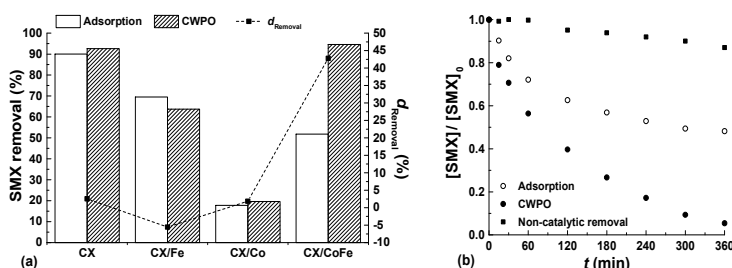 Adsorption CWPO d_Removal
SMX removal (%)
100
90
80
70
60
50
40
30
20
10
0
50
45
40
35
30
25
20
15
10
5
0
-5
-10
d_Removal (%)
CX CX/Fe CX/Co CX/CoFe
(a)
[SMX]/ [SMX]_0
1.0
0.8
0.6
0.4
0.2
0.0
Adsorption
CWPO
Non-catalytic removal
0 60 120 180 240 300 360
t (min)
(b)